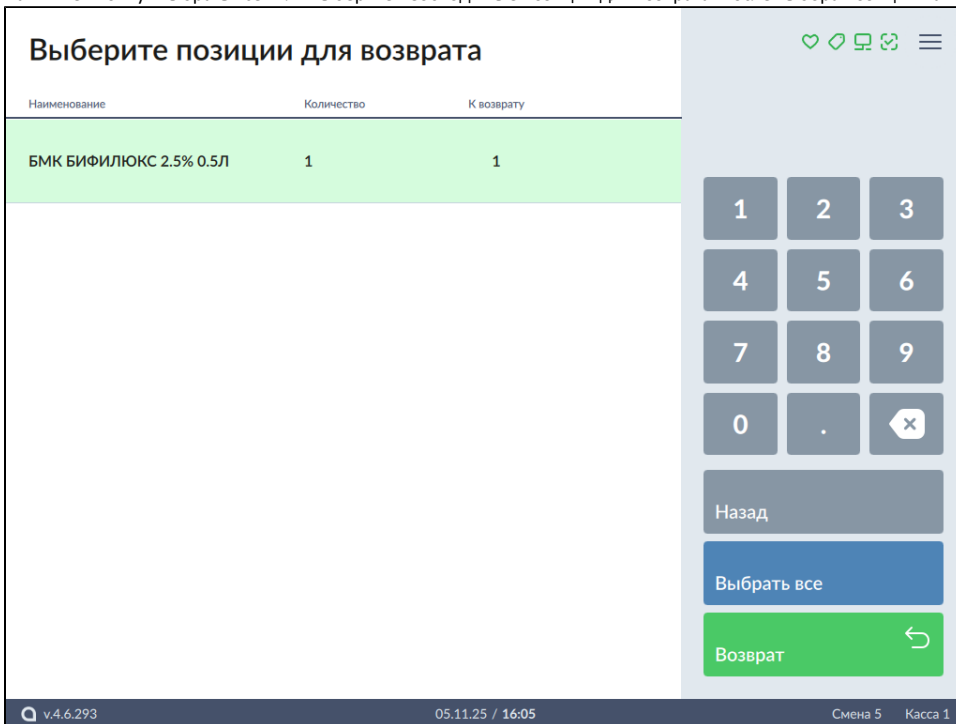 Выберите позиции для возврата
Наименование Количество К возврату
БМК БИФИЛЮКС 2.5% 0.5Л 1 1
1 2 3
4 5 6
7 8 9
0 .
Назад
Выбрать все
Возврат
v.4.6.293 05.11.25 / 16:05 Смена 5 Касса 1